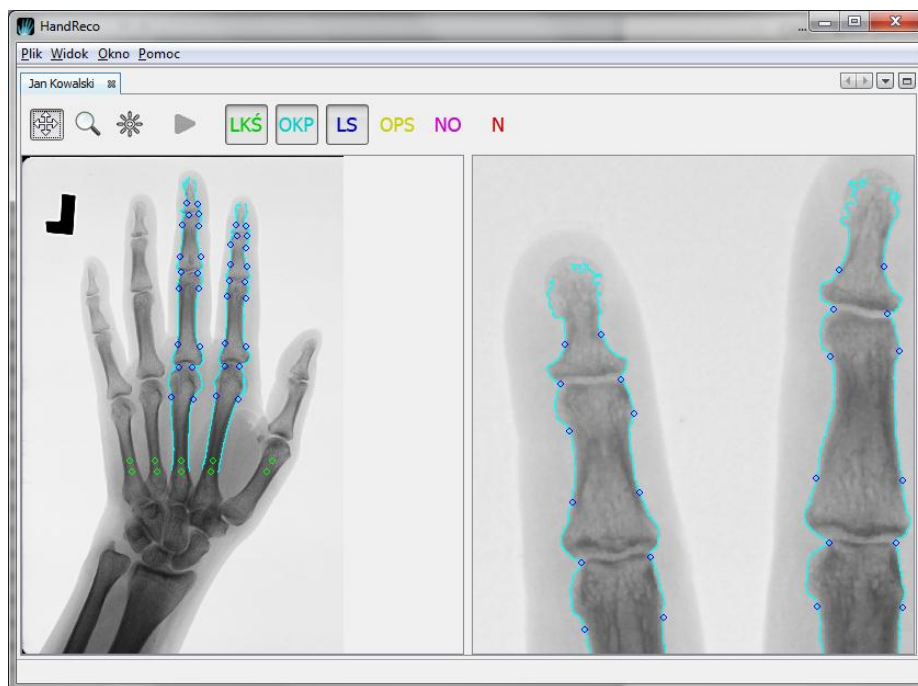 HandReco
Plik Widok Okno Pomoc
Jan Kowalski
LKŚ OKP LS OPS NO N
L